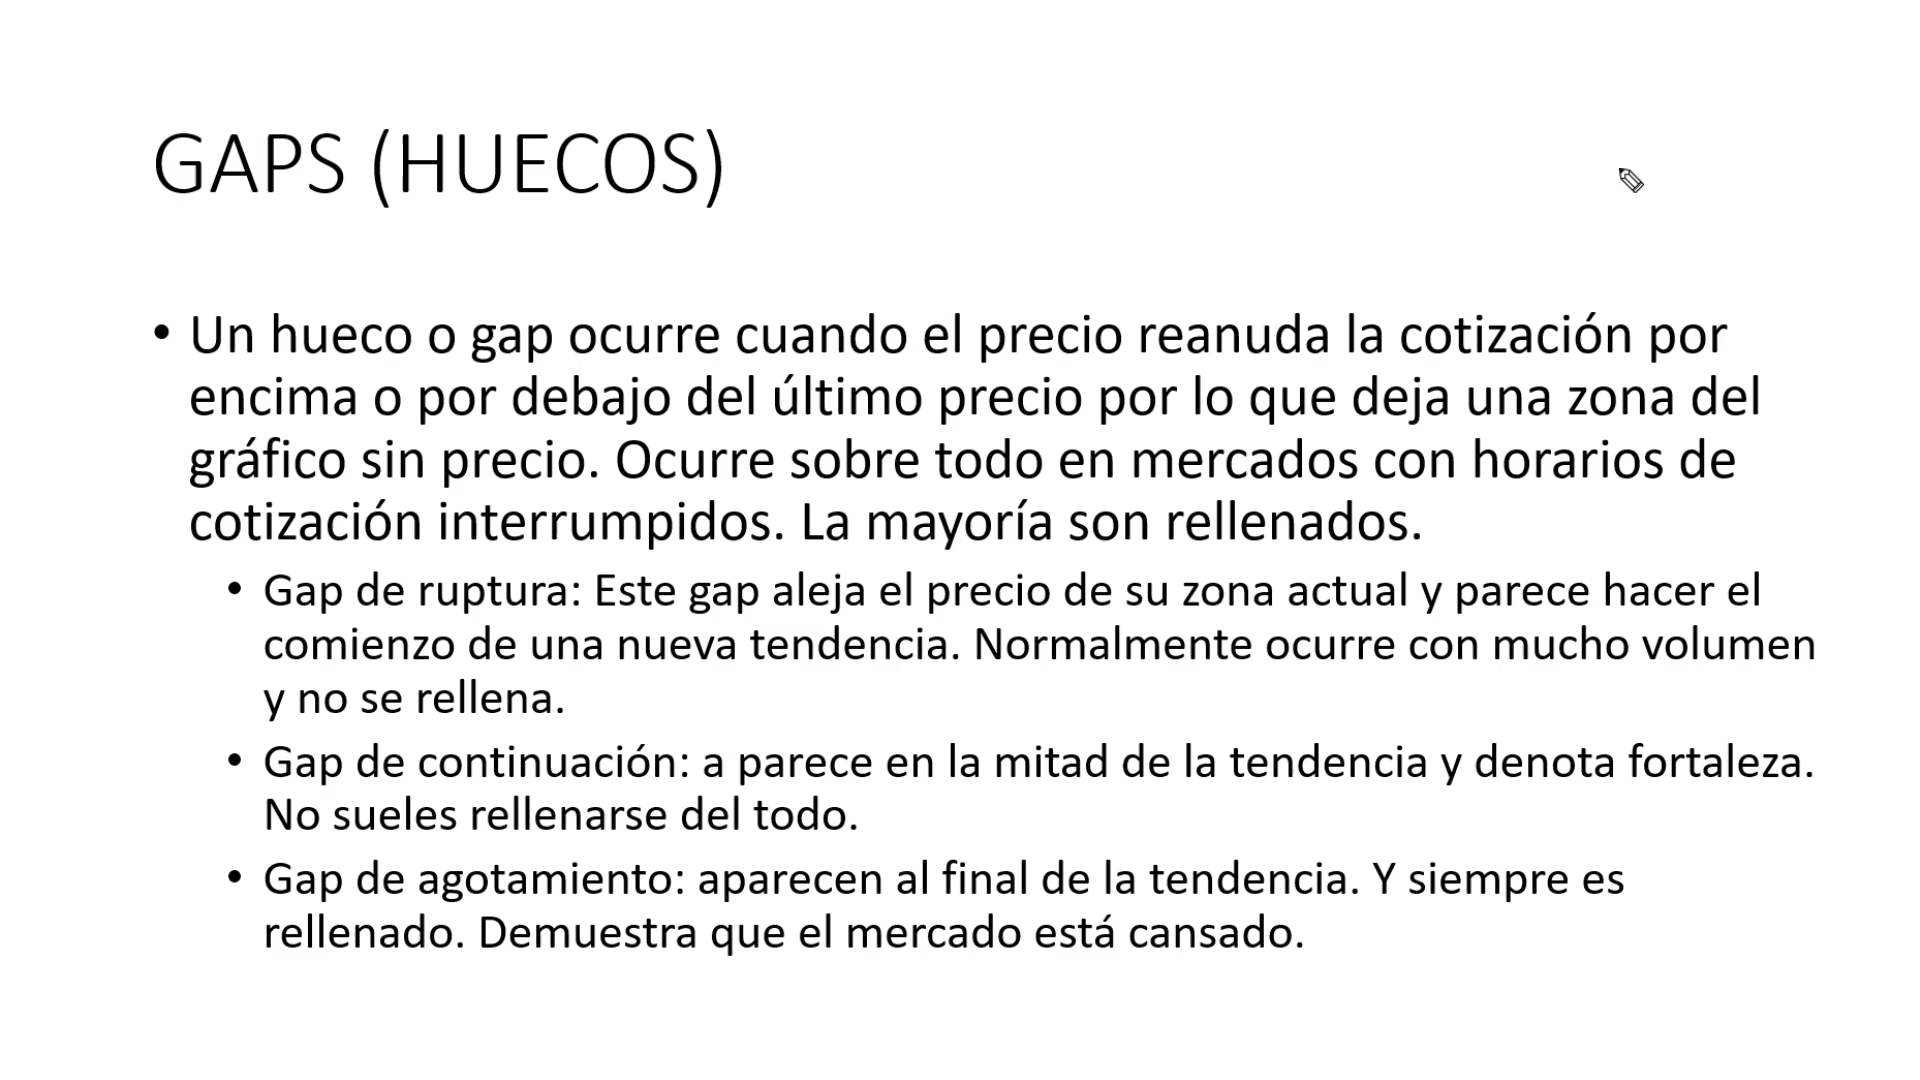 GAPS (HUECOS)
• Un hueco o gap ocurre cuando el precio reanuda la cotización por
encima o por debajo del último precio por lo que deja una zona del
gráfico sin precio. Ocurre sobre todo en mercados con horarios de
cotización interrumpidos. La mayoría son rellenados.
• Gap de ruptura: Este gap aleja el precio de su zona actual y parece hacer el
comienzo de una nueva tendencia. Normalmente ocurre con mucho volumen
y no se rellena.
• Gap de continuación: a parece en la mitad de la tendencia y denota fortaleza.
No sueles rellenarse del todo.
• Gap de agotamiento: aparecen al final de la tendencia. Y siempre es
rellenado. Demuestra que el mercado está cansado.